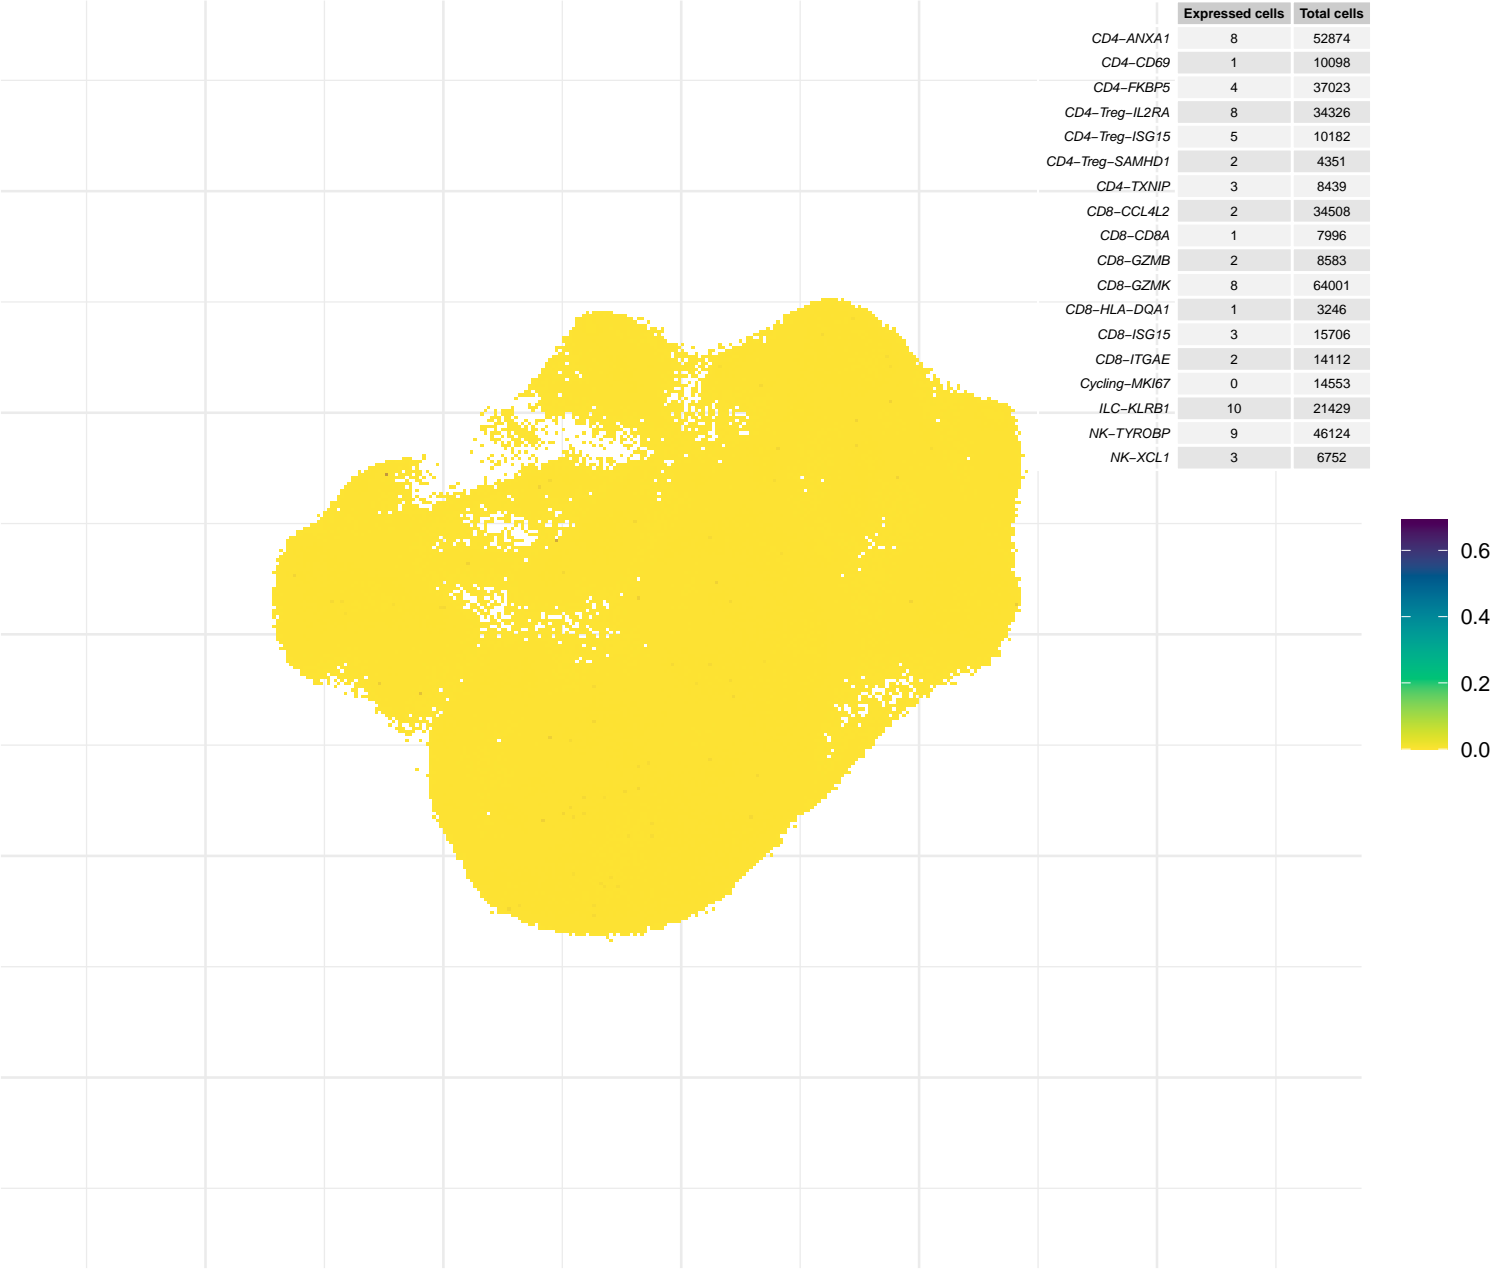 Expressed cells Total cells
CD4−ANXA1 8 52874
CD4−CD69 1 10098
CD4−FKBP5 4 37023
CD4−Treg−IL2RA 8 34326
CD4−Treg−ISG15 5 10182
CD4−Treg−SAMHD1 2 4351
CD4−TXNIP 3 8439
CD8−CCL4L2 2 34508
CD8−CD8A 1 7996
CD8−GZMB 2 8583
CD8−GZMK 8 64001
CD8−HLA−DQA1 1 3246
CD8−ISG15 3 15706
CD8−ITGAE 2 14112
Cycling−MKI67 0 14553
ILC−KLRB1 10 21429
NK−TYROBP 9 46124
NK−XCL1 3 6752
0.6
0.4
0.2
0.0